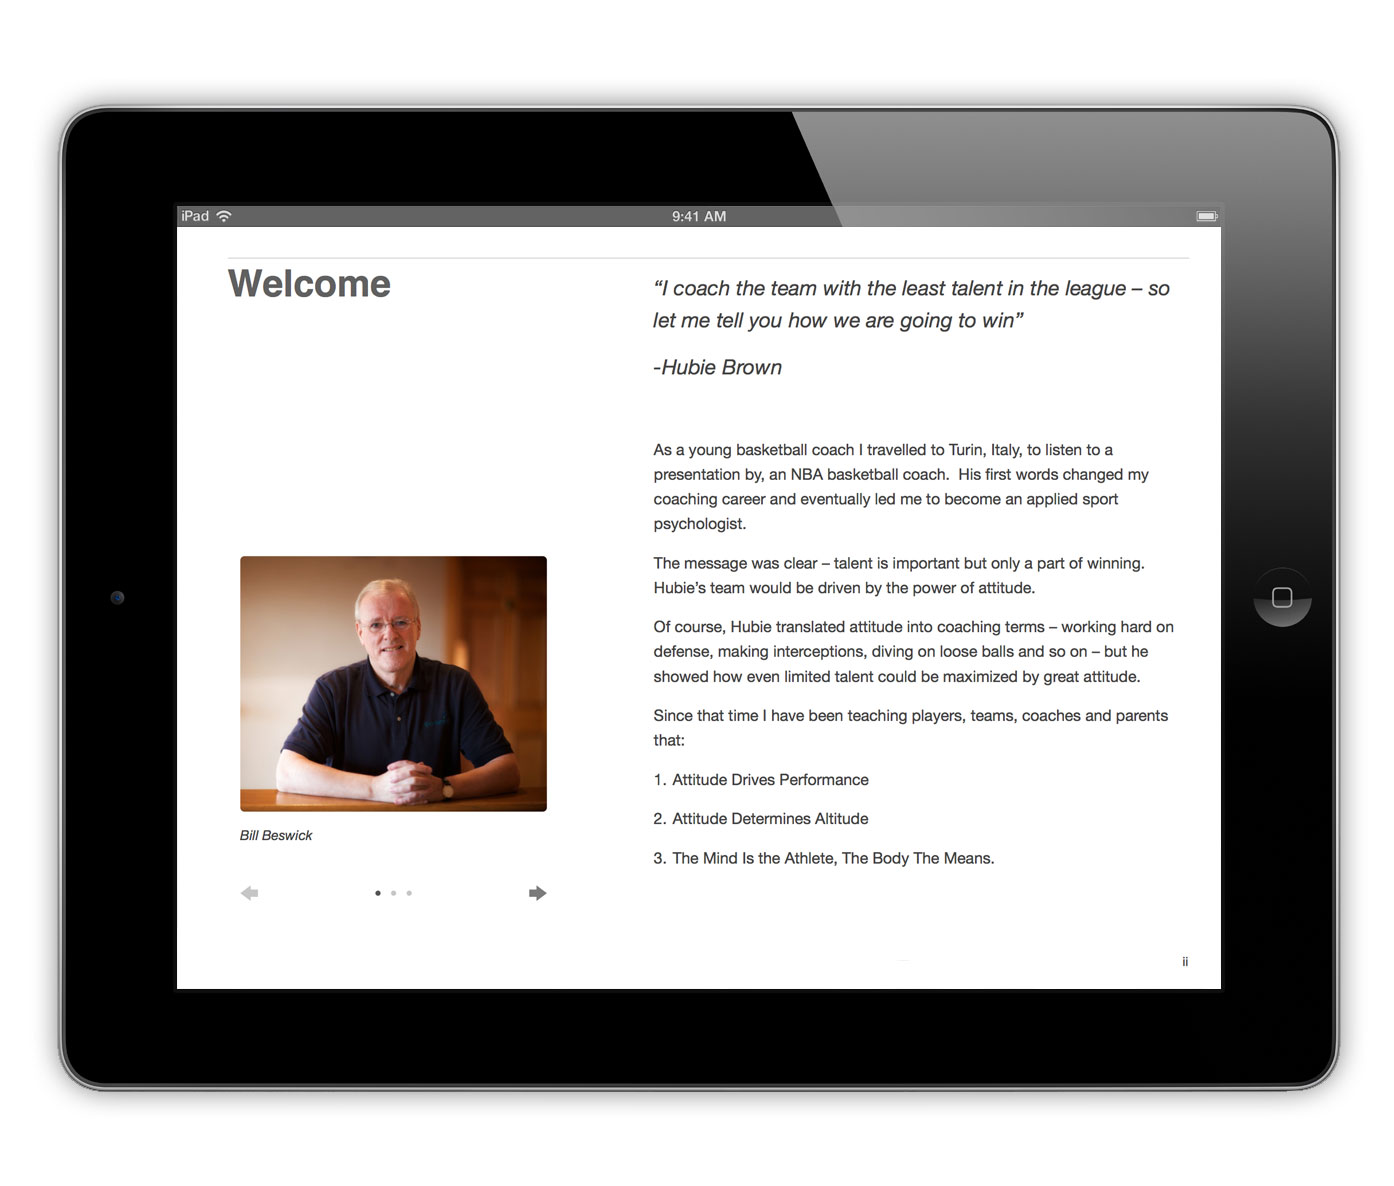 iPad
9:41 AM
Welcome
“I coach the team with the least talent in the league – so
let me tell you how we are going to win”
-Hubie Brown
As a young basketball coach I travelled to Turin, Italy, to listen to a
presentation by, an NBA basketball coach.  His first words changed my
coaching career and eventually led me to become an applied sport
psychologist.
The message was clear – talent is important but only a part of winning.
Hubie’s team would be driven by the power of attitude.
Of course, Hubie translated attitude into coaching terms – working hard on
defense, making interceptions, diving on loose balls and so on – but he
showed how even limited talent could be maximized by great attitude.
Since that time I have been teaching players, teams, coaches and parents
that:
1. Attitude Drives Performance
2. Attitude Determines Altitude
3. The Mind Is the Athlete, The Body The Means.
Bill Beswick
ii